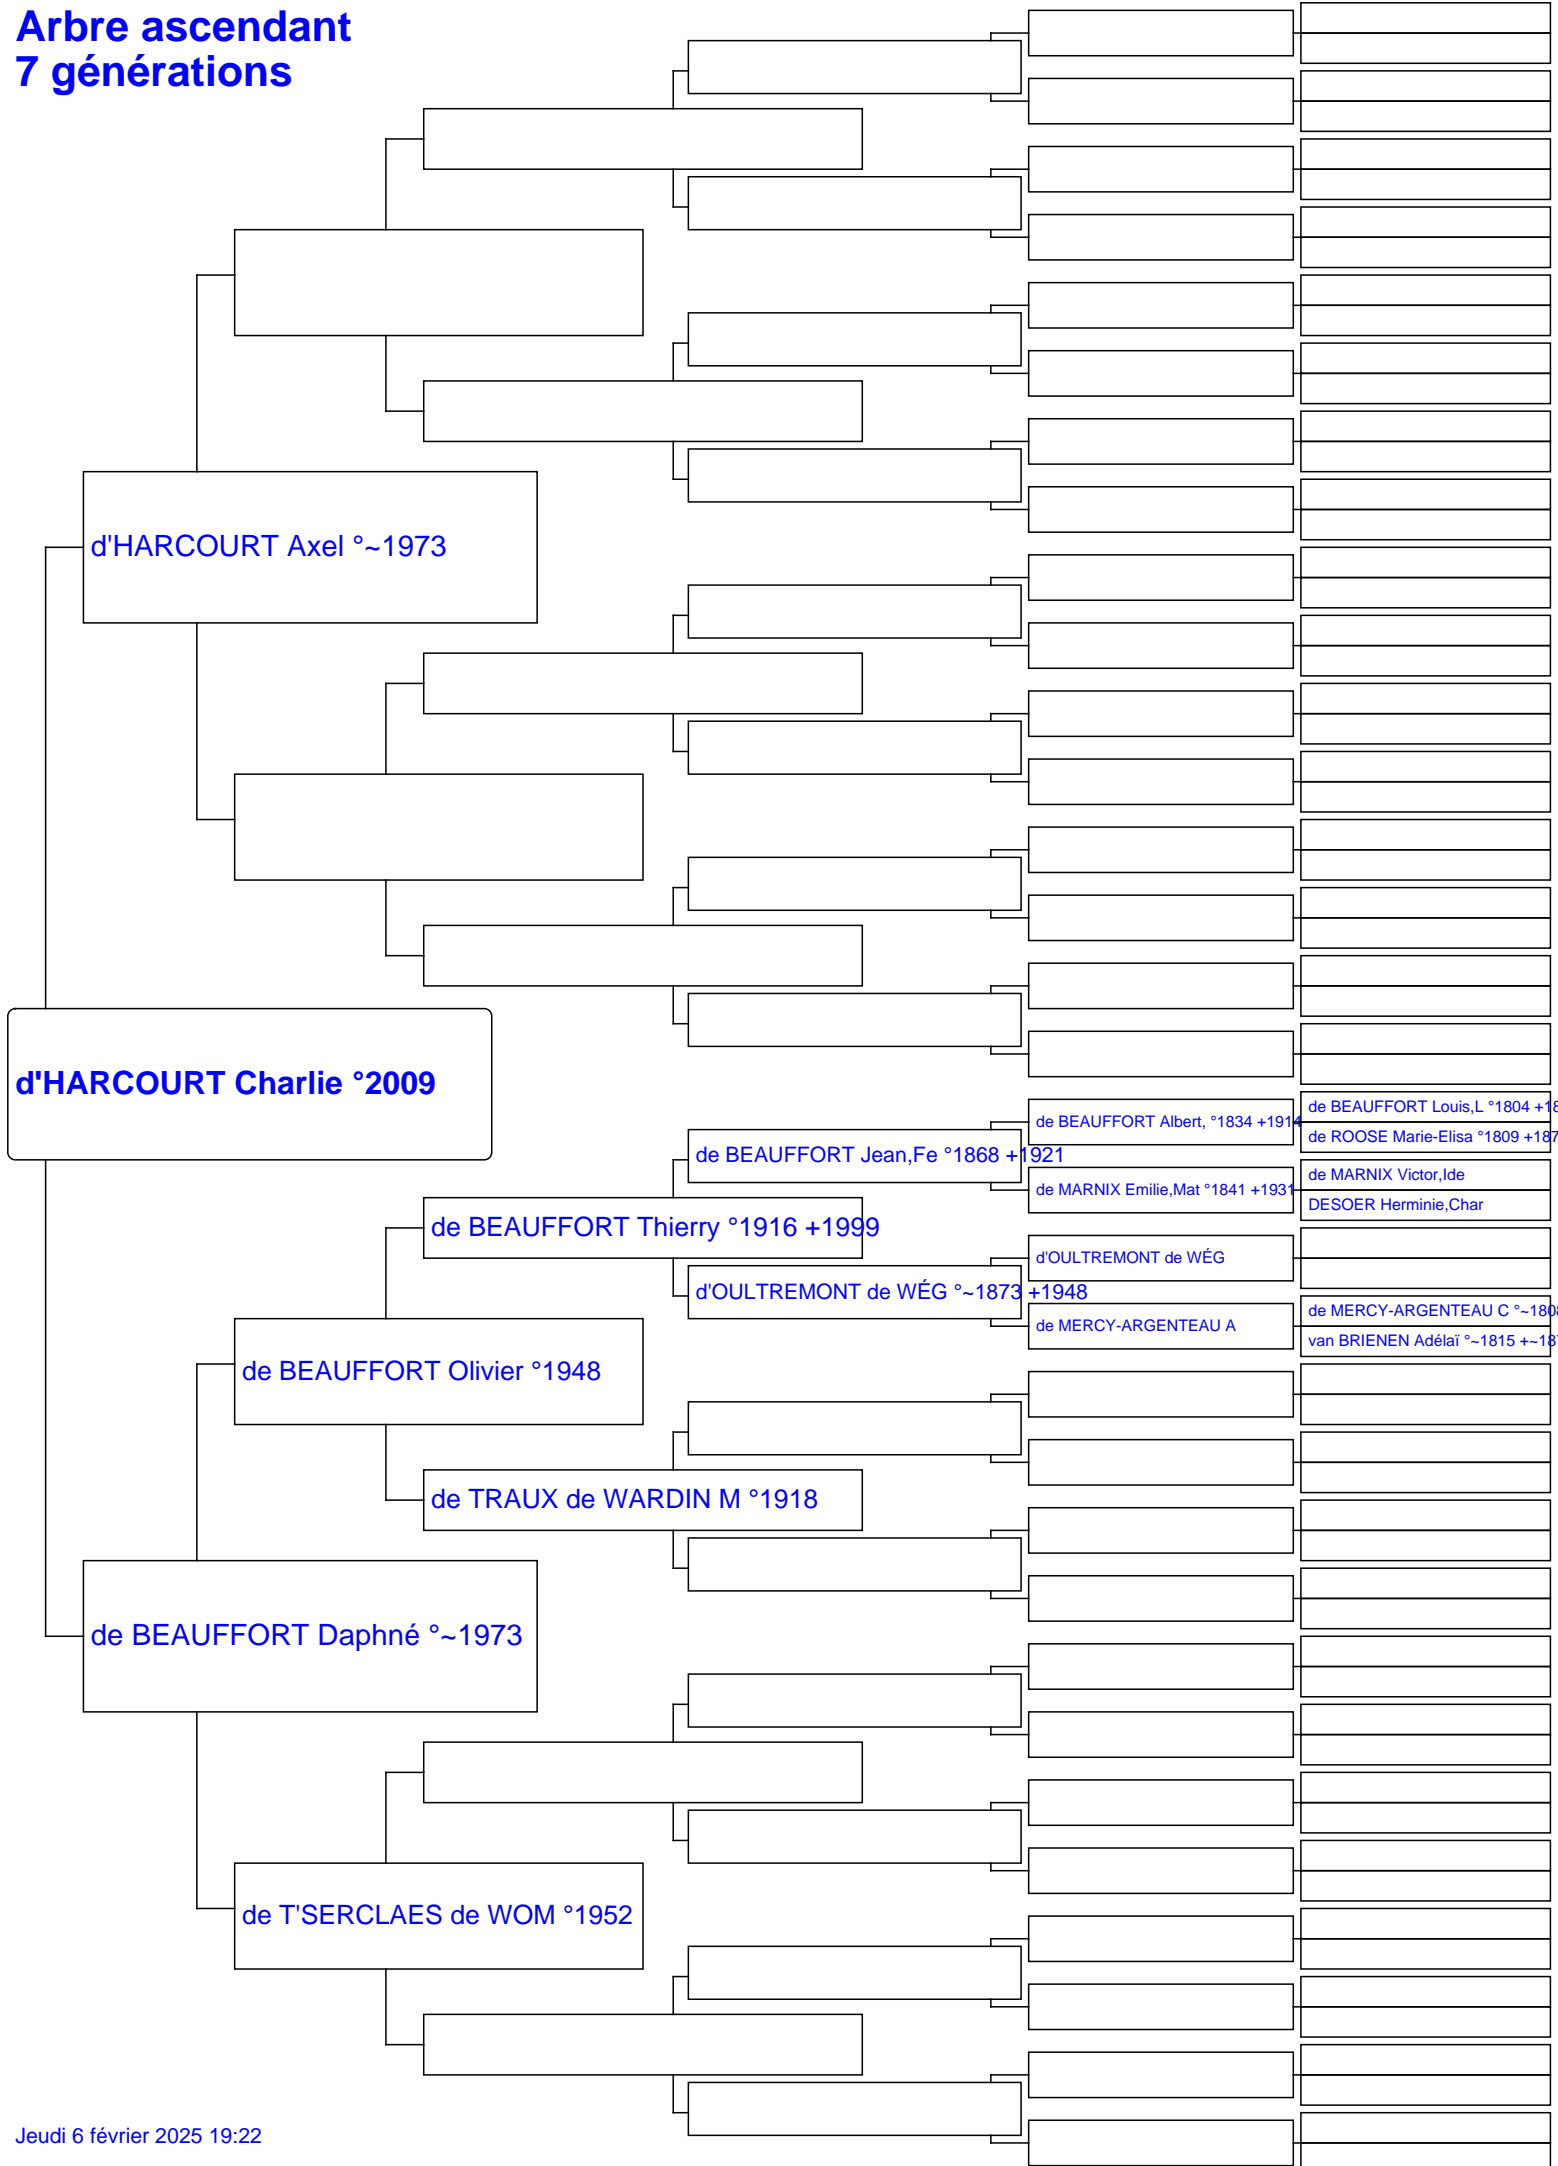 Arbre ascendant
7 générations
d'HARCOURT Axel °~1973
d'HARCOURT Charlie °2009
de BEAUFFORT Louis,L °1804 +18
de BEAUFFORT Albert, °1834 +1914
de ROOSE Marie-Elisa °1809 +187
de BEAUFFORT Jean,Fe °1868 +1921
de MARNIX Victor,Ide
de MARNIX Emilie,Mat °1841 +1931
DESOER Herminie,Char
de BEAUFFORT Thierry °1916 +1999
d'OULTREMONT de WÉG
d'OULTREMONT de WÉG °~1873 +1948
de MERCY-ARGENTEAU C °~1808
de MERCY-ARGENTEAU A
van BRIENEN Adélaï °~1815 +~187
de BEAUFFORT Olivier °1948
de TRAUX de WARDIN M °1918
de BEAUFFORT Daphné °~1973
de T'SERCLAES de WOM °1952
Jeudi 6 février 2025 19:22